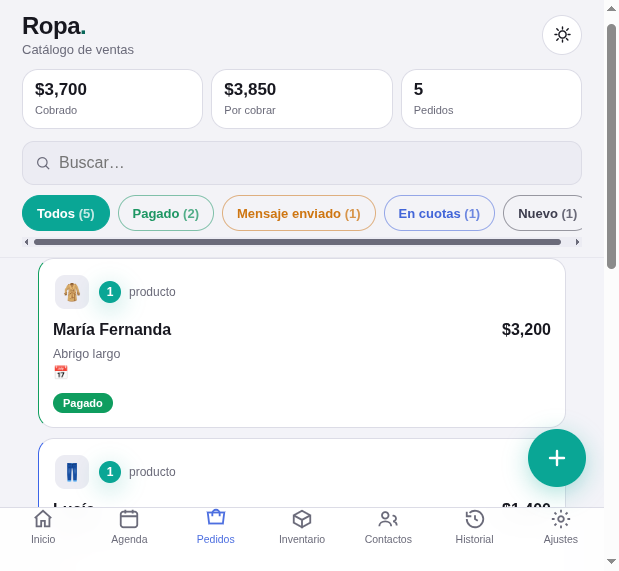 Ropa.
Catálogo de ventas
$3,700
Cobrado
$3,850
Por cobrar
5
Pedidos
Buscar…
Todos (5)
Pagado (2)
Mensaje enviado (1)
En cuotas (1)
Nuevo (1)
1 producto
María Fernanda
$3,200
Abrigo largo
Pagado
1 producto
Inicio
Agenda
Pedidos
Inventario
Contactos
Historial
Ajustes